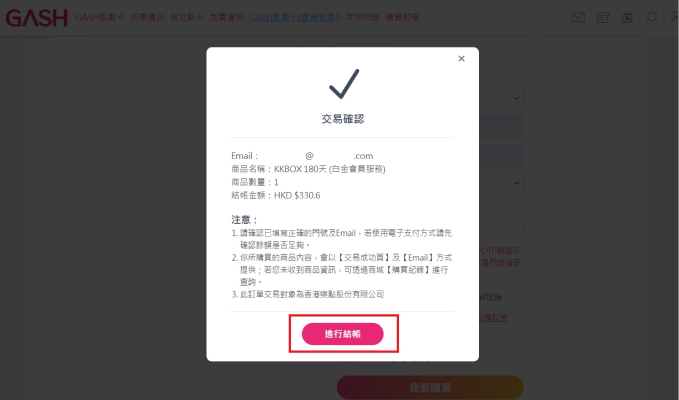 GASH GASH點數卡 特惠禮包 其它點卡 免費禮包 GASH點數卡(會員特惠) 常見問題 購買教學
×
交易確認
Email： @ .com
商品名稱：KKBOX 180天 (白金會員服務)
商品數量：1
結帳金額：HKD $330.6
注意：
1. 請確認已填寫正確的門號及Email，若使用電子支付方式請先
確認餘額是否足夠。
2. 你所購買的商品內容，會以【交易成功頁】及【Email】方式
提供；若您未收到商品資訊，可透過商城【購買紀錄】進行
查詢。
3. 此訂單交易對象為香港樂點股份有限公司
進行結帳
我要購買